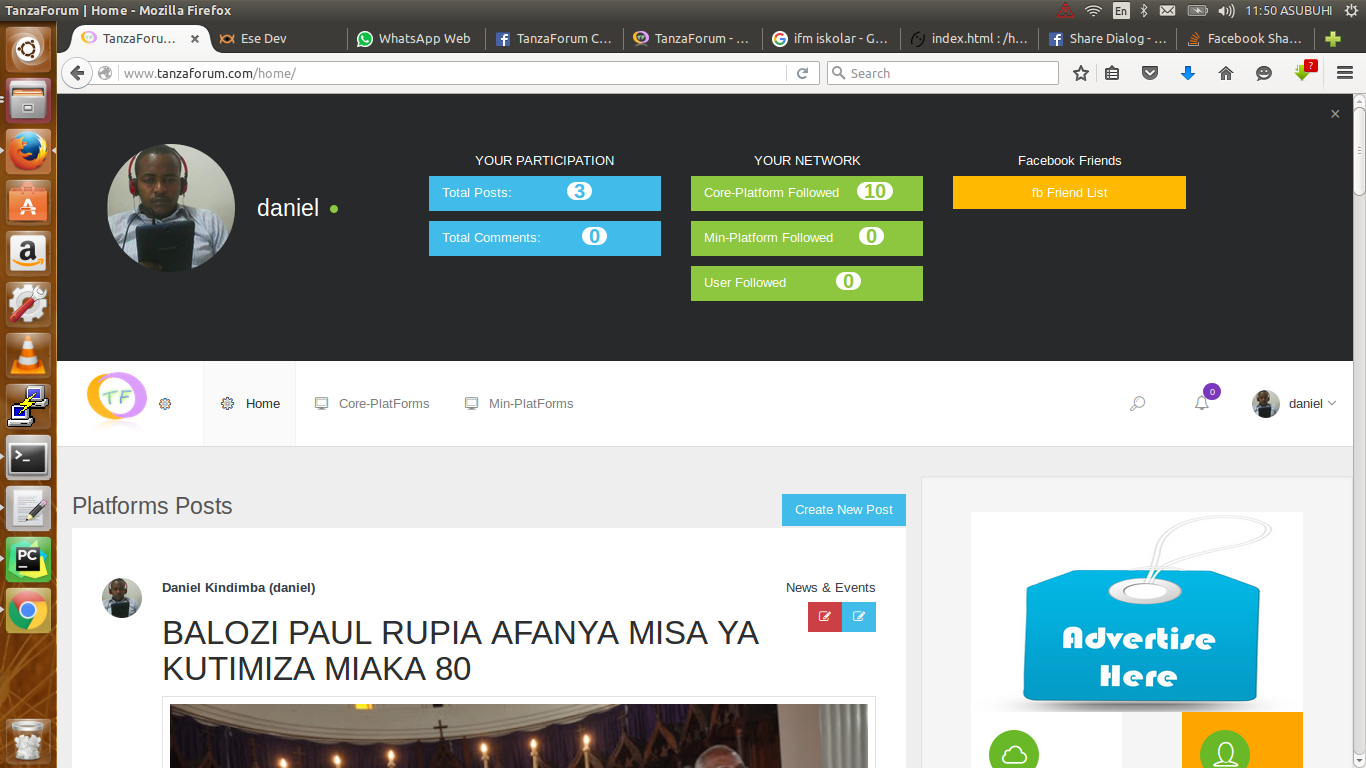 TanzaForum | Home - Mozilla Firefox
En
11:50 ASUBUHI
TanzaForu...
Ese Dev
WhatsApp Web
TanzaForum C...
TanzaForum - ...
ifm iskolar - G...
index.html : /h...
Share Dialog - ...
Facebook Sha...
www.tanzaforum.com/home/
Search
?
×
daniel
YOUR PARTICIPATION
Total Posts: 3
Total Comments: 0
YOUR NETWORK
Core-Platform Followed 10
Min-Platform Followed 0
User Followed 0
Facebook Friends
fb Friend List
TF
Home
Core-PlatForms
Min-PlatForms
0
daniel
Platforms Posts
Create New Post
Daniel Kindimba (daniel)
News & Events
BALOZI PAUL RUPIA AFANYA MISA YA
KUTIMIZA MIAKA 80
Advertise
Here
a
>_
PC